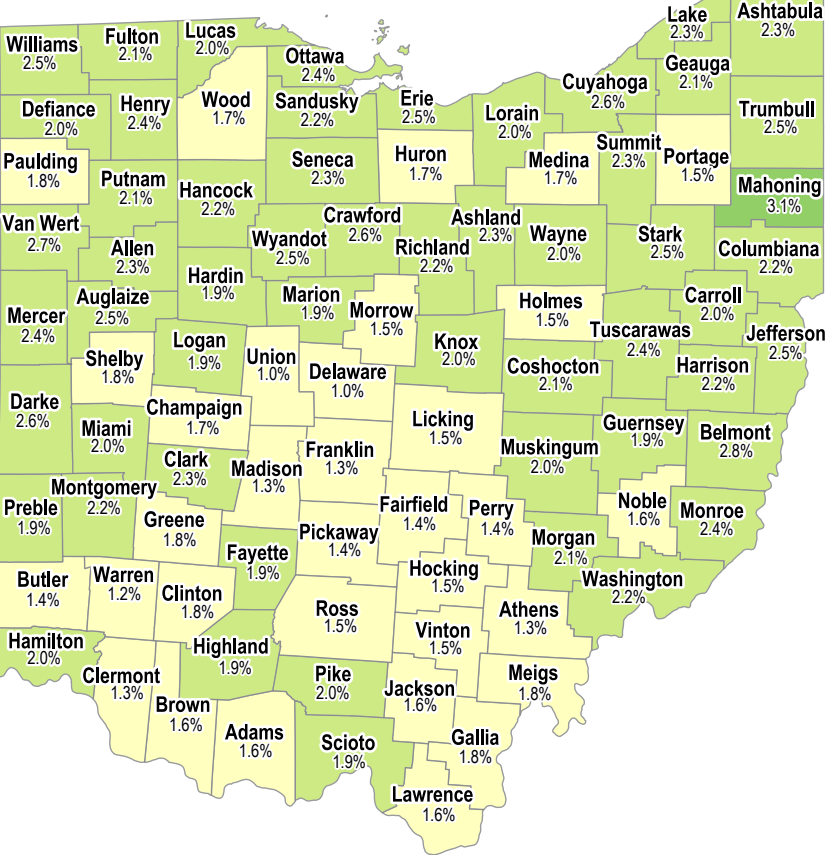 Lake
2.3%
Ashtabula
2.3%
Williams
2.5%
Fulton
2.1%
Lucas
2.0%
Ottawa
2.4%
Geauga
2.1%
Cuyahoga
2.6%
Defiance
2.0%
Henry
2.4%
Wood
1.7%
Sandusky
2.2%
Erie
2.5%
Lorain
2.0%
Trumbull
2.5%
Paulding
1.8%
Putnam
2.1%
Hancock
2.2%
Seneca
2.3%
Huron
1.7%
Medina
1.7%
Summit
2.3%
Portage
1.5%
Mahoning
3.1%
Van Wert
2.7%
Allen
2.3%
Wyandot
2.5%
Crawford
2.6%
Richland
2.2%
Ashland
2.3%
Wayne
2.0%
Stark
2.5%
Columbiana
2.2%
Mercer
2.4%
Auglaize
2.5%
Hardin
1.9%
Marion
1.9%
Morrow
1.5%
Holmes
1.5%
Carroll
2.0%
Tuscarawas
2.4%
Jefferson
2.5%
Shelby
1.8%
Logan
1.9%
Union
1.0%
Delaware
1.0%
Knox
2.0%
Coshocton
2.1%
Harrison
2.2%
Darke
2.6%
Miami
2.0%
Champaign
1.7%
Licking
1.5%
Muskingum
2.0%
Guernsey
1.9%
Belmont
2.8%
Clark
2.3%
Madison
1.3%
Franklin
1.3%
Preble
1.9%
Montgomery
2.2%
Greene
1.8%
Fayette
1.9%
Pickaway
1.4%
Fairfield
1.4%
Perry
1.4%
Morgan
2.1%
Noble
1.6%
Monroe
2.4%
Butler
1.4%
Warren
1.2%
Clinton
1.8%
Ross
1.5%
Hocking
1.5%
Athens
1.3%
Washington
2.2%
Hamilton
2.0%
Clermont
1.3%
Highland
1.9%
Pike
2.0%
Vinton
1.5%
Meigs
1.8%
Brown
1.6%
Adams
1.6%
Scioto
1.9%
Jackson
1.6%
Gallia
1.8%
Lawrence
1.6%